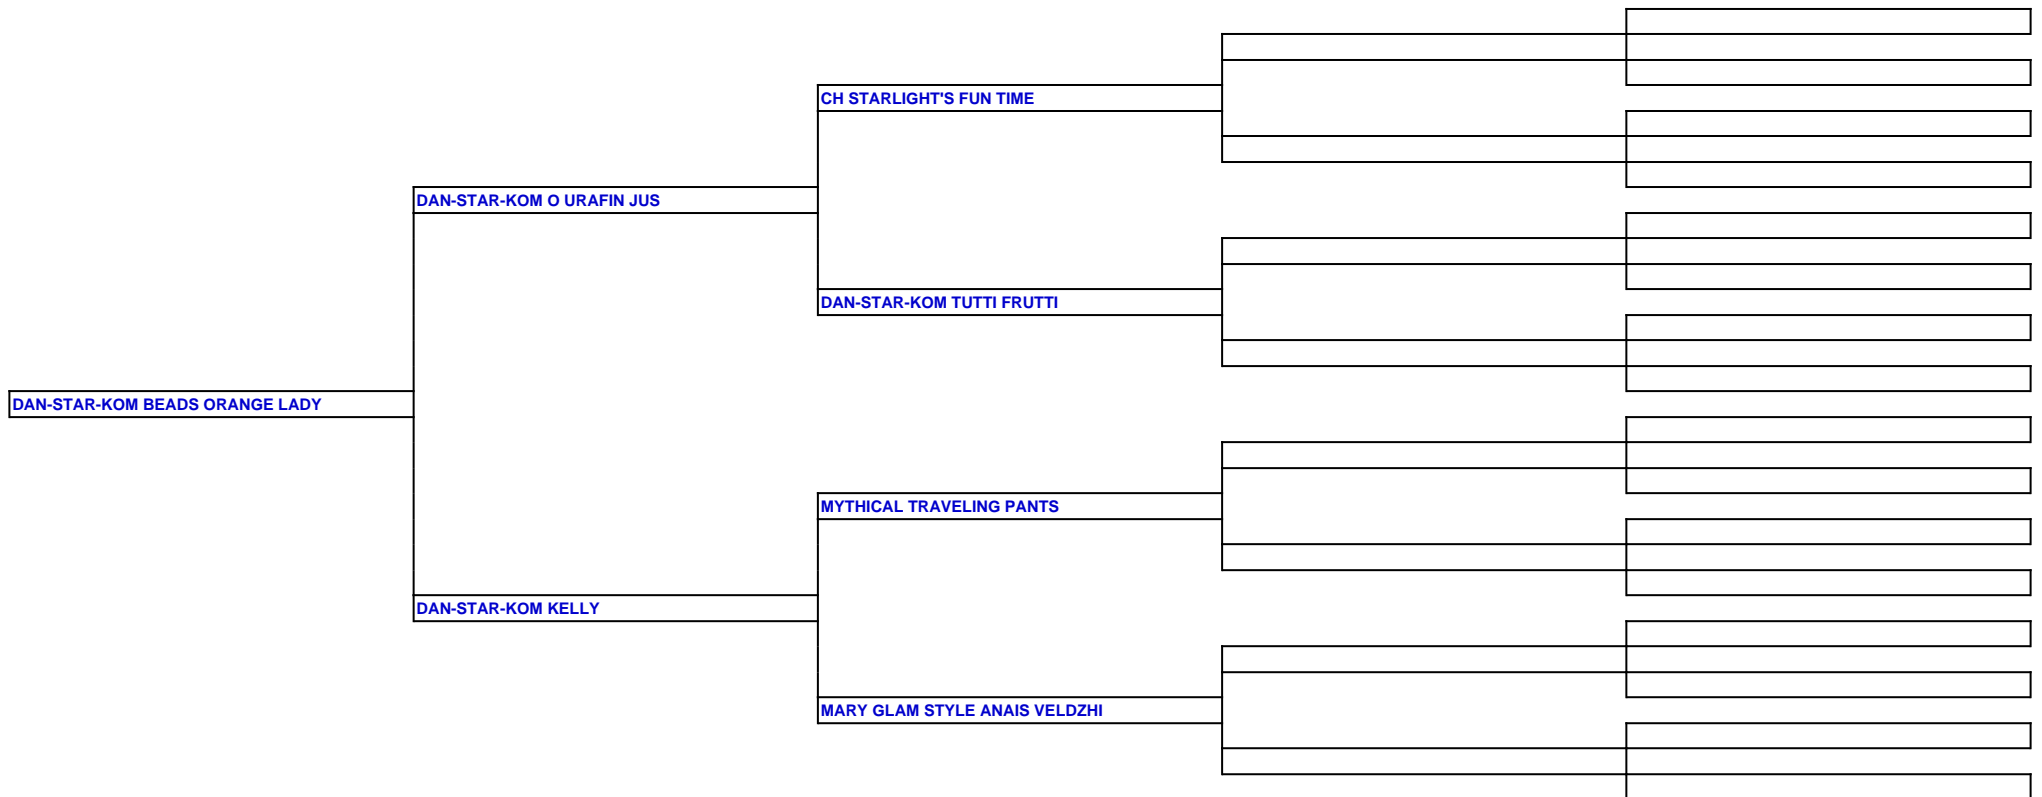 CH STARLIGHT'S FUN TIME
DAN-STAR-KOM O URAFIN JUS
DAN-STAR-KOM TUTTI FRUTTI
DAN-STAR-KOM BEADS ORANGE LADY
MYTHICAL TRAVELING PANTS
DAN-STAR-KOM KELLY
MARY GLAM STYLE ANAIS VELDZHI